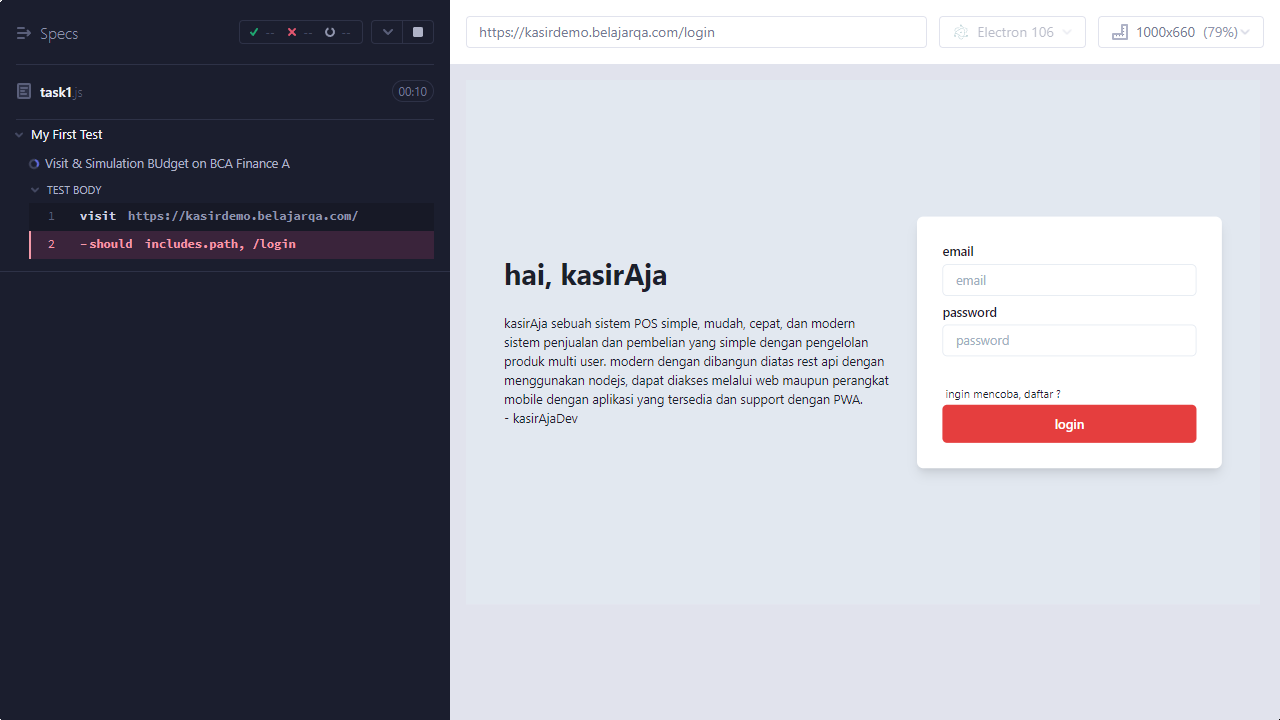 Specs
-- -- --
task1.js
00:10
My First Test
Visit & Simulation BUdget on BCA Finance A
TEST BODY
1 visit https://kasirdemo.belajarqa.com/
2 -should includes.path, /login
https://kasirdemo.belajarqa.com/login
Electron 106
1000x660 (79%)
hai, kasirAja
kasirAja sebuah sistem POS simple, mudah, cepat, dan modern
sistem penjualan dan pembelian yang simple dengan pengelolan
produk multi user. modern dengan dibangun diatas rest api dengan
menggunakan nodejs, dapat diakses melalui web maupun perangkat
mobile dengan aplikasi yang tersedia dan support dengan PWA.
- kasirAjaDev
email
email
password
password
ingin mencoba, daftar ?
login